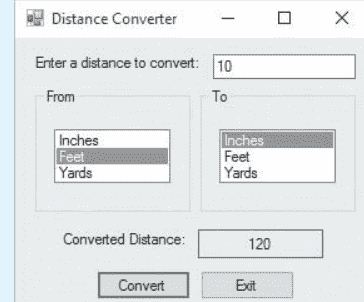 Distance Converter
Enter a distance to convert: 10
From To
Inches Inches
Feet Feet
Yards Yards
Converted Distance: 120
Convert Exit